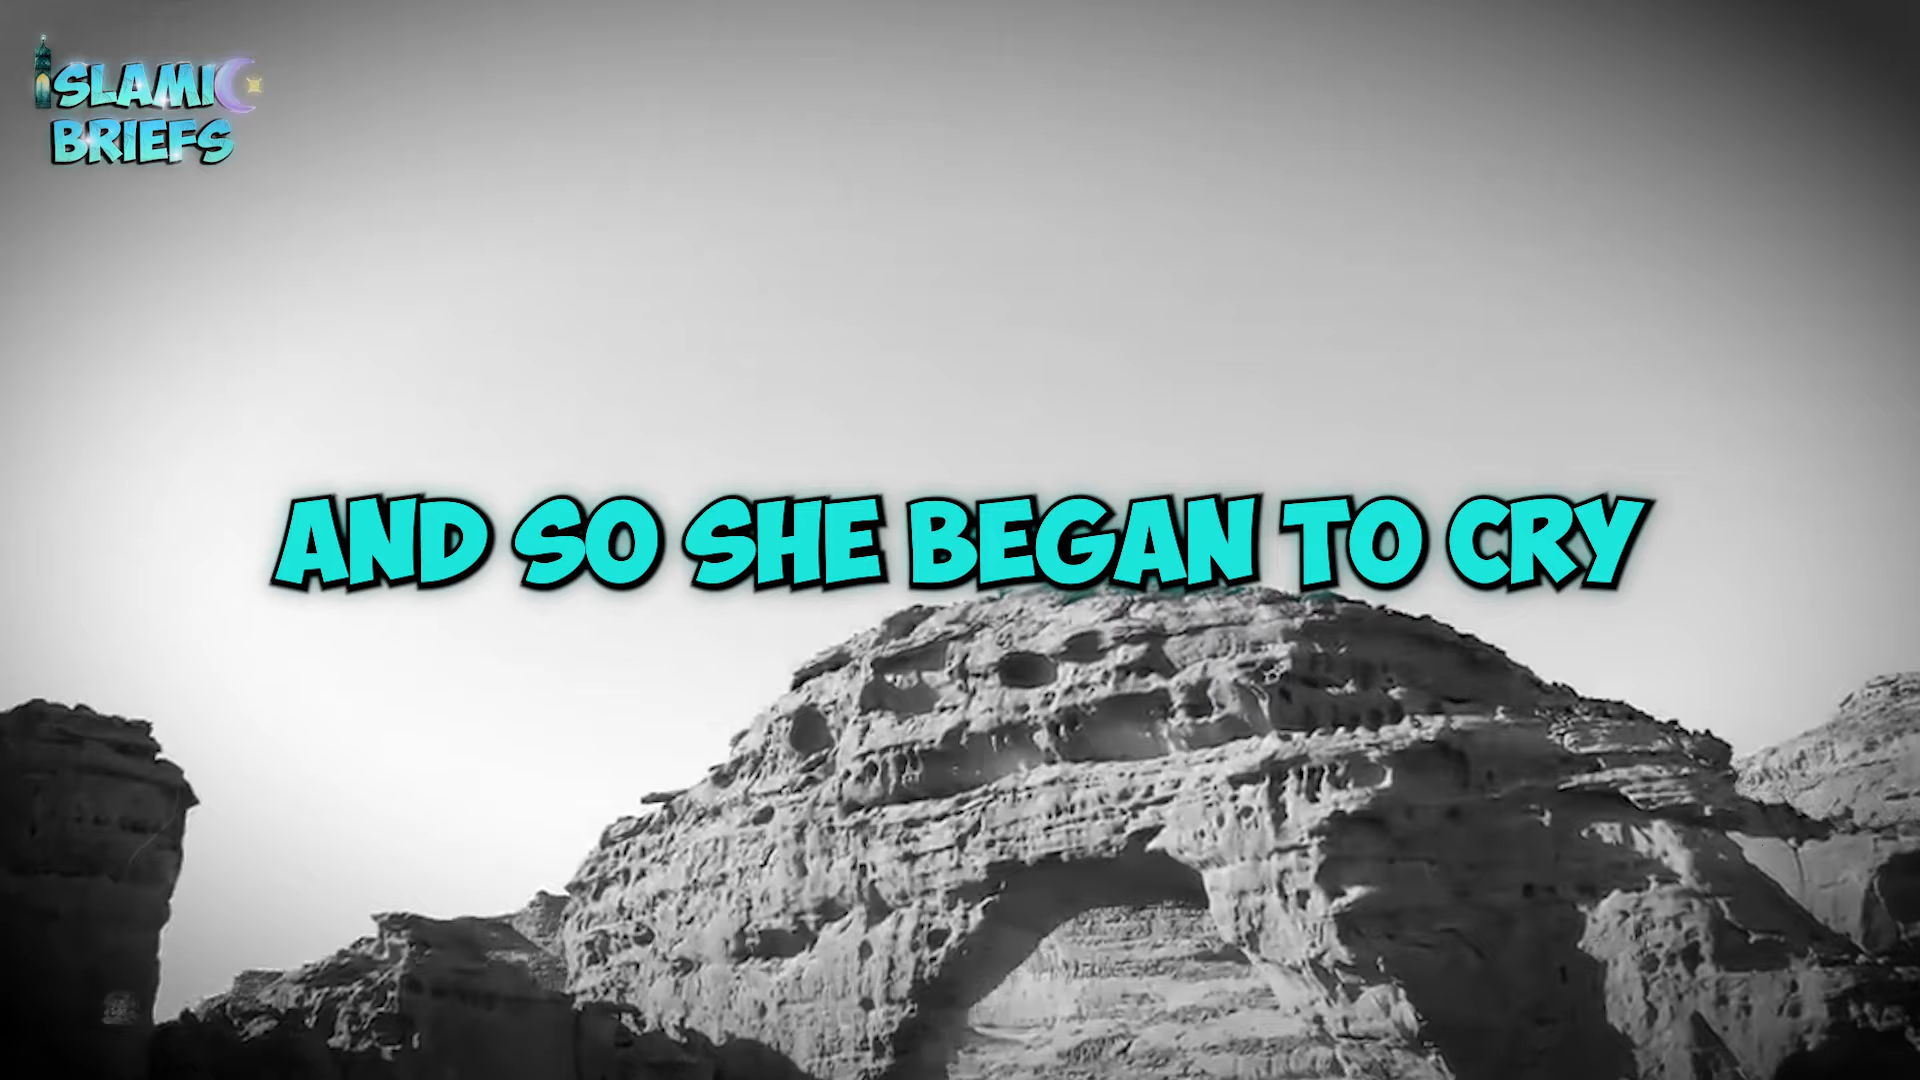 ISLAMIC
BRIEFS
AND SO SHE BEGAN TO CRY